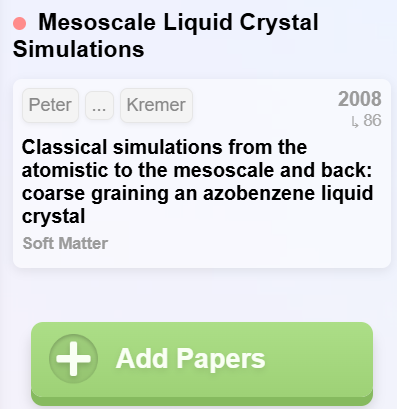 Mesoscale Liquid Crystal
Simulations
Peter ... Kremer 2008
↳ 86
Classical simulations from the
atomistic to the mesoscale and back:
coarse graining an azobenzene liquid
crystal
Soft Matter
Add Papers